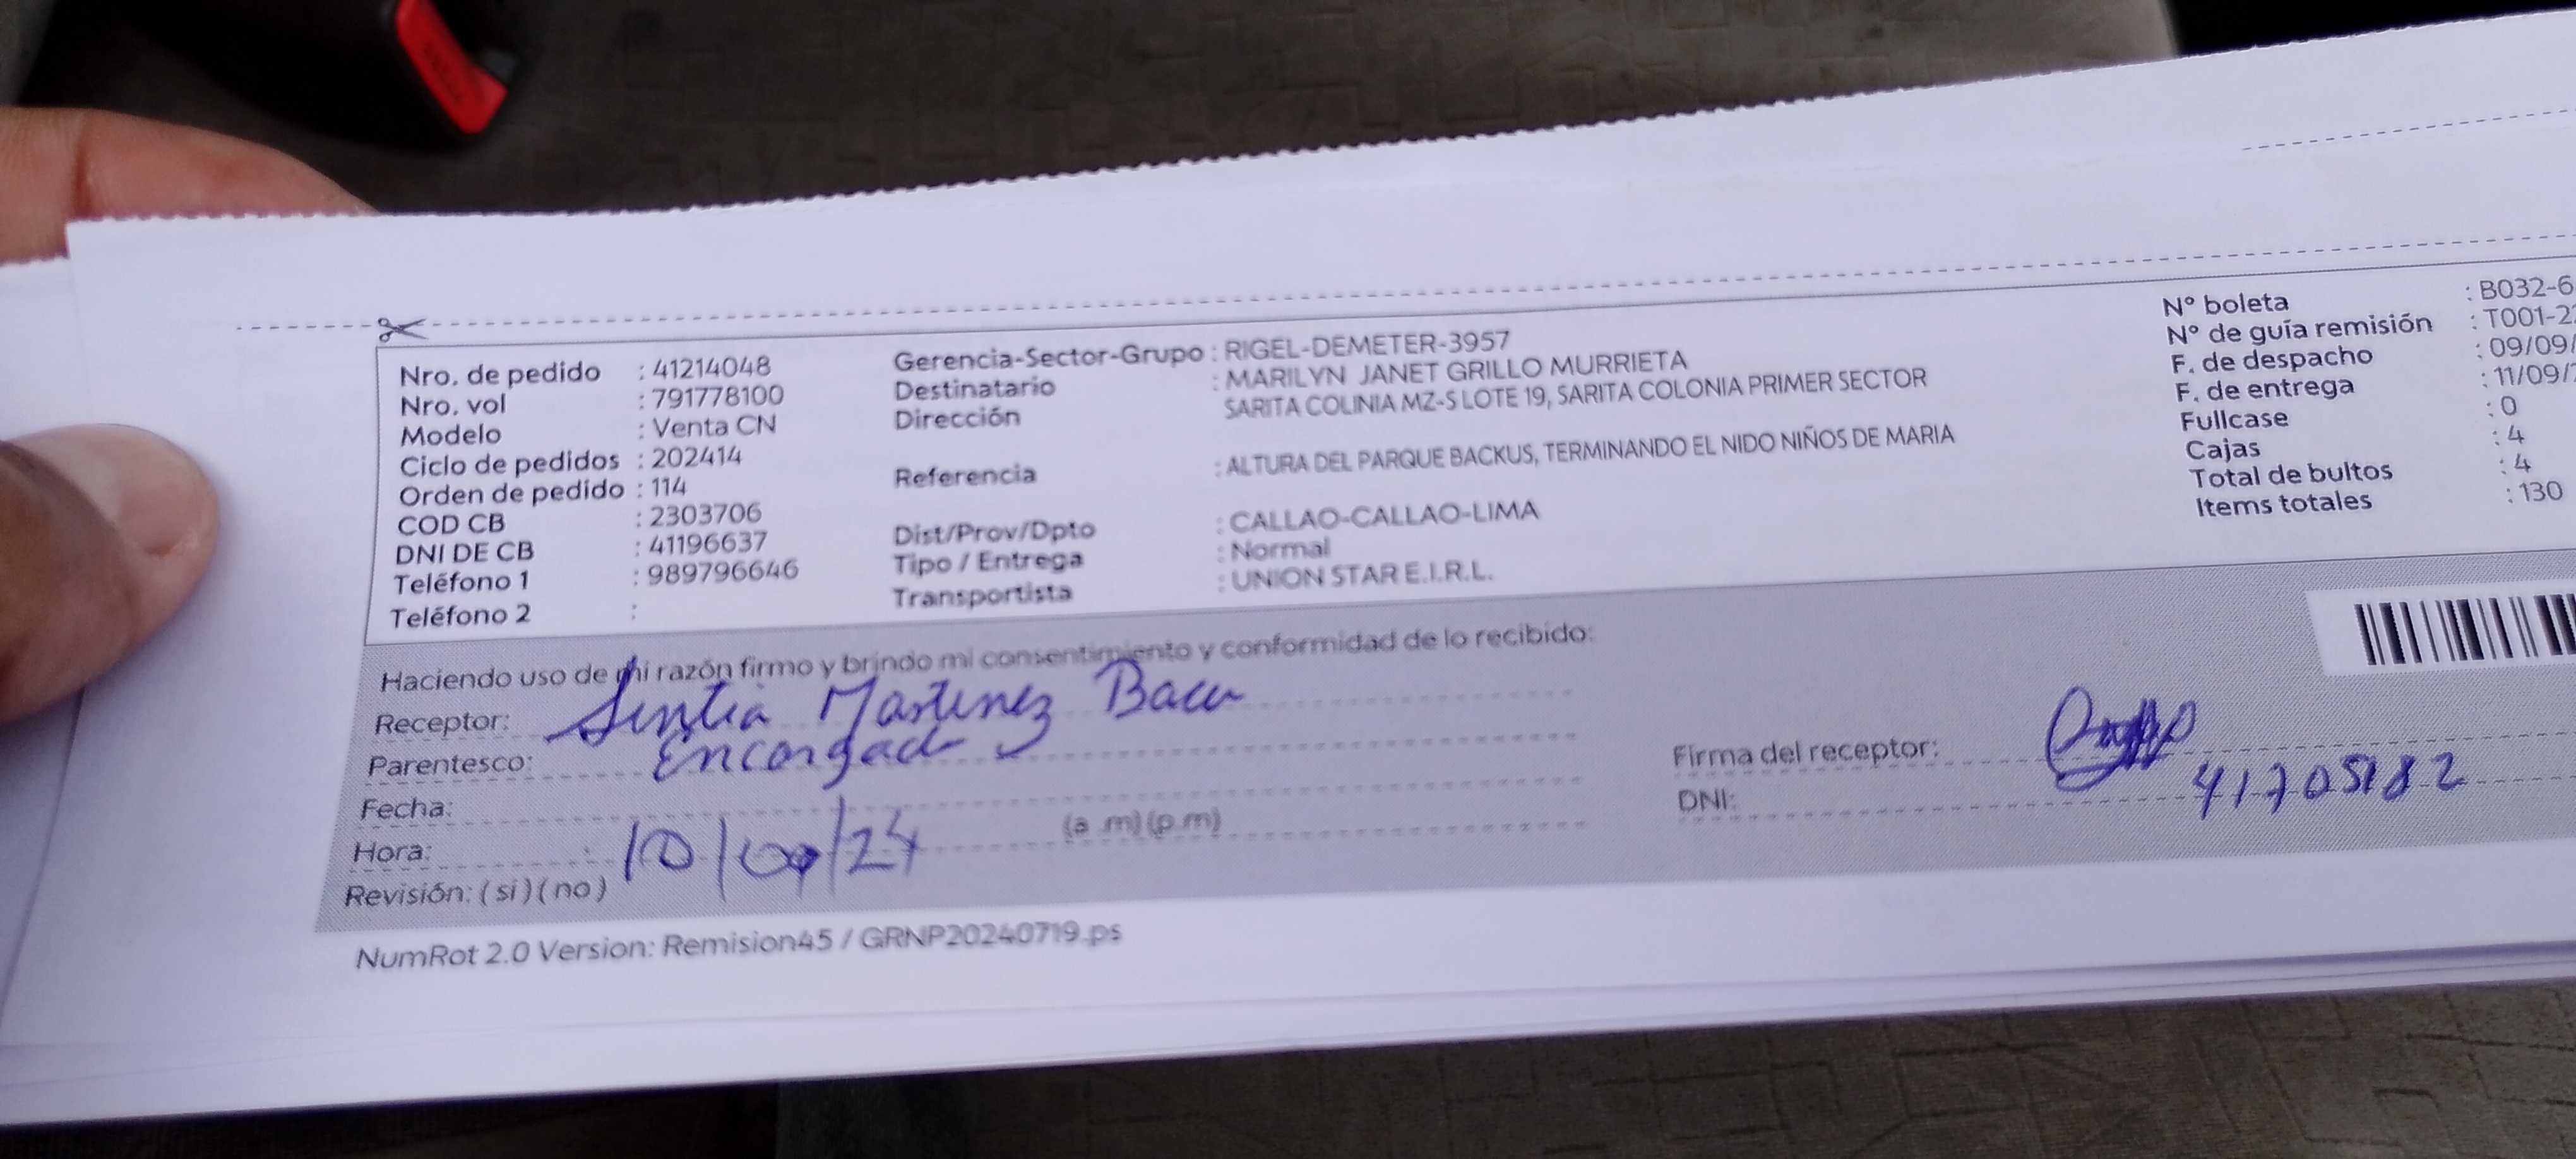 Nro. de pedido : 41214048
Nro. vol : 791778100
Modelo : Venta CN
Ciclo de pedidos : 202414
Orden de pedido : 114
COD CB : 2303706
DNI DE CB : 41196637
Teléfono 1 : 989796646
Teléfono 2 :
Gerencia-Sector-Grupo : RIGEL-DEMETER-3957
Destinatario : MARILYN JANET GRILLO MURRIETA
Dirección SARITA COLINIA MZ-S LOTE 19, SARITA COLONIA PRIMER SECTOR
Referencia : ALTURA DEL PARQUE BACKUS, TERMINANDO EL NIDO NIÑOS DE MARIA
Dist/Prov/Dpto : CALLAO-CALLAO-LIMA
Tipo / Entrega : Normal
Transportista : UNION STAR E.I.R.L.
N° boleta : B032-6
N° de guía remisión : T001-2
F. de despacho : 09/09/
F. de entrega : 11/09/
Fullcase : 0
Cajas : 4
Total de bultos : 4
Items totales : 130
Haciendo uso de mi razón firmo y brindo mi consentimiento y conformidad de lo recibido:
Receptor: Sintia Martinez
Parentesco: Encargada
Fecha:
Hora: 10/09/24 (a .m) (p.m)
Revisión: ( si ) ( no )
Firma del receptor:
DNI: 41705182
NumRot 2.0 Version: Remision45 / GRNP20240719.ps